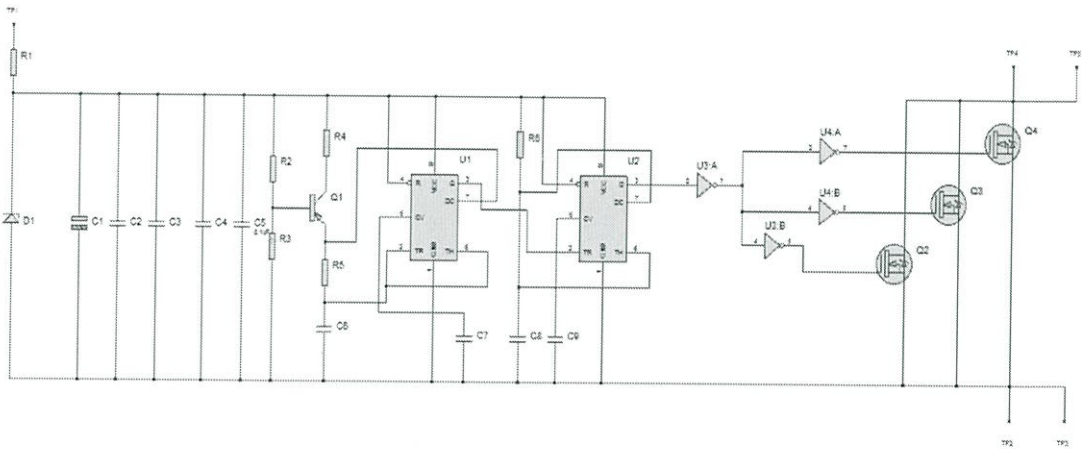 TP1
R1
TP4
TP5
R4
R6
R2
U1
U2
U3:A
U4:A
Q4
Q1
VCC
VCC
R
Q
DC
R
Q
DC
CV
CV
U4:B
Q3
D1
C1
C2
C3
C4
C5
R3
TR
GND
TH
TR
GND
TH
U3:B
Q2
R5
C6
C7
C8
C9
TP2
TP3